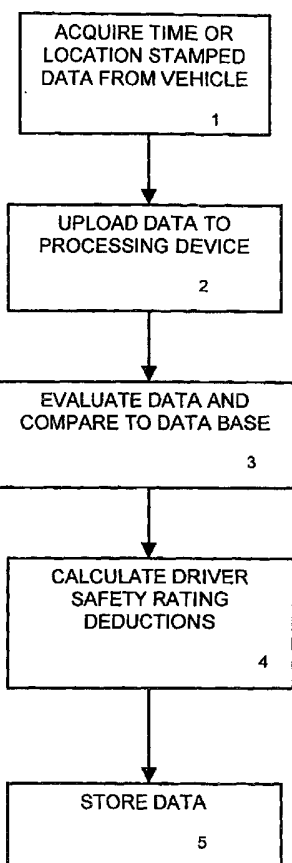 ACQUIRE TIME OR
LOCATION STAMPED
DATA FROM VEHICLE
1
UPLOAD DATA TO
PROCESSING DEVICE
2
EVALUATE DATA AND
COMPARE TO DATA BASE
3
CALCULATE DRIVER
SAFETY RATING
DEDUCTIONS
4
STORE DATA
5